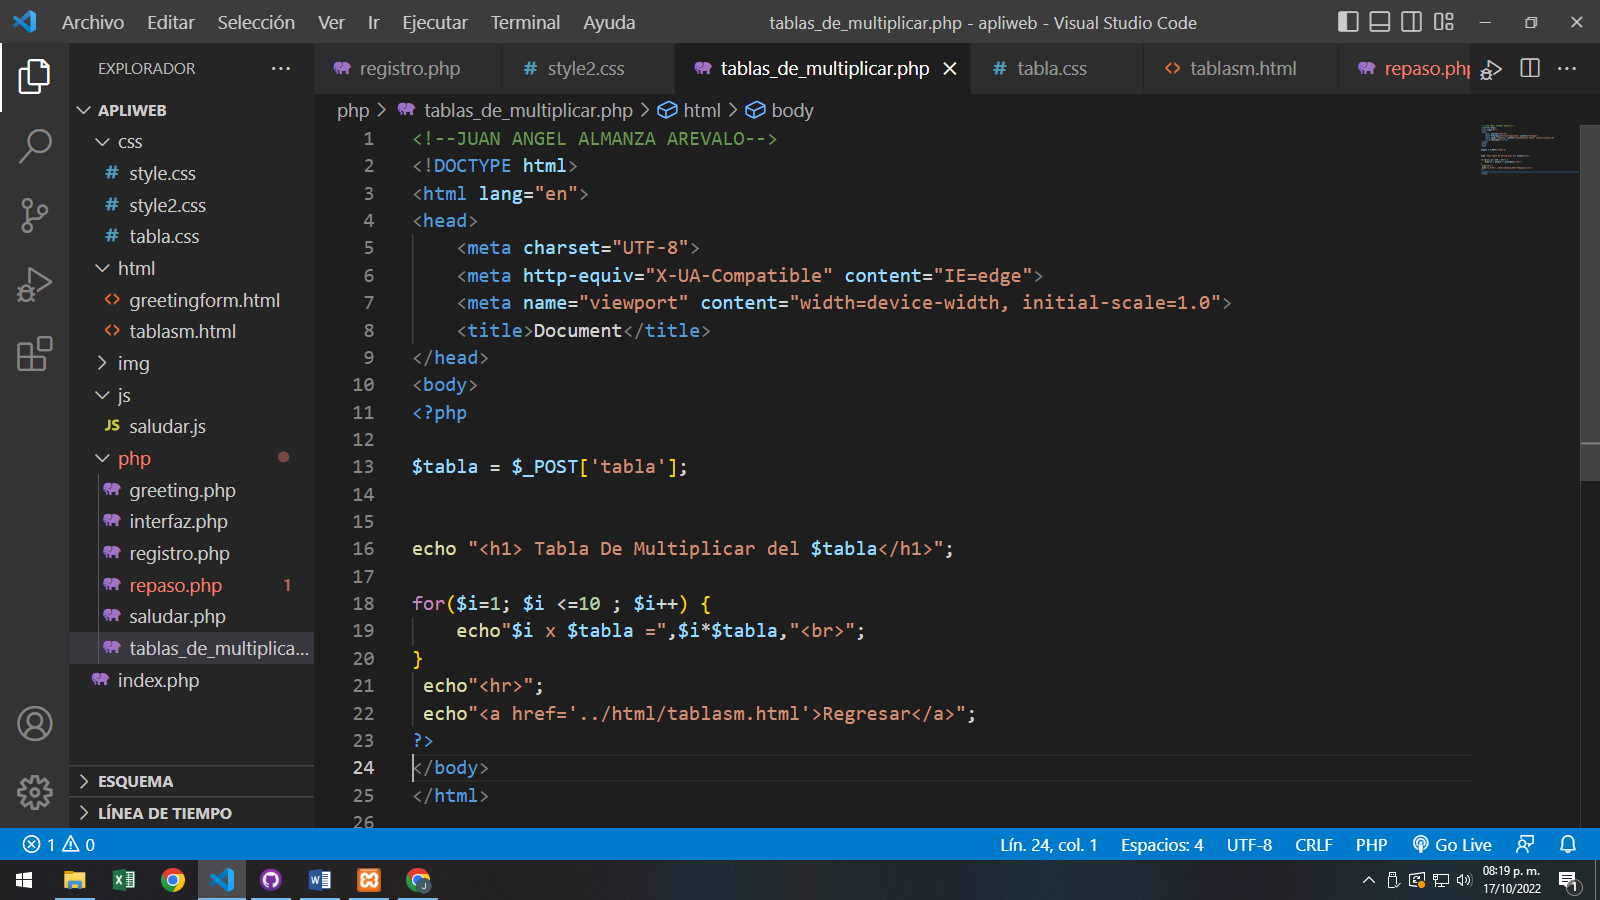 Archivo Editar Selección Ver Ir Ejecutar Terminal Ayuda tablas_de_multiplicar.php - apliweb - Visual Studio Code
EXPLORADOR
APLIWEB
css
# style.css
# style2.css
# tabla.css
html
<> greetingform.html
<> tablasm.html
img
js
JS saludar.js
php
greeting.php
interfaz.php
registro.php
repaso.php 1
saludar.php
tablas_de_multiplica...
index.php
ESQUEMA
LÍNEA DE TIEMPO
registro.php # style2.css tablas_de_multiplicar.php # tabla.css <> tablasm.html repaso.php
php > tablas_de_multiplicar.php > html > body
1 <!--JUAN ANGEL ALMANZA AREVALO-->
2 <!DOCTYPE html>
3 <html lang="en">
4 <head>
5     <meta charset="UTF-8">
6     <meta http-equiv="X-UA-Compatible" content="IE=edge">
7     <meta name="viewport" content="width=device-width, initial-scale=1.0">
8     <title>Document</title>
9 </head>
10 <body>
11 <?php
12
13 $tabla = $_POST['tabla'];
14
15
16 echo "<h1> Tabla De Multiplicar del $tabla</h1>";
17
18 for($i=1; $i <=10 ; $i++) {
19     echo"$i x $tabla =",$i*$tabla,"<br>";
20 }
21  echo"<hr>";
22  echo"<a href='../html/tablasm.html'>Regresar</a>";
23 ?>
24 </body>
25 </html>
26
1 0 Lín. 24, col. 1 Espacios: 4 UTF-8 CRLF PHP Go Live
08:19 p. m.
17/10/2022
1